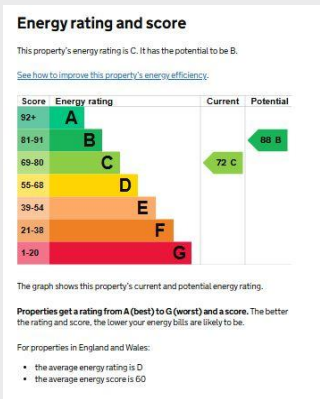 Energy rating and score
This property's energy rating is C. It has the potential to be B.
See how to improve this property's energy efficiency.
Score Energy rating Current Potential
92+ A
81-91 B 88 B
69-80 C 72 C
55-68 D
39-54 E
21-38 F
1-20 G
The graph shows this property's current and potential energy rating.
Properties get a rating from A (best) to G (worst) and a score. The better
the rating and score, the lower your energy bills are likely to be.
For properties in England and Wales:
• the average energy rating is D
• the average energy score is 60